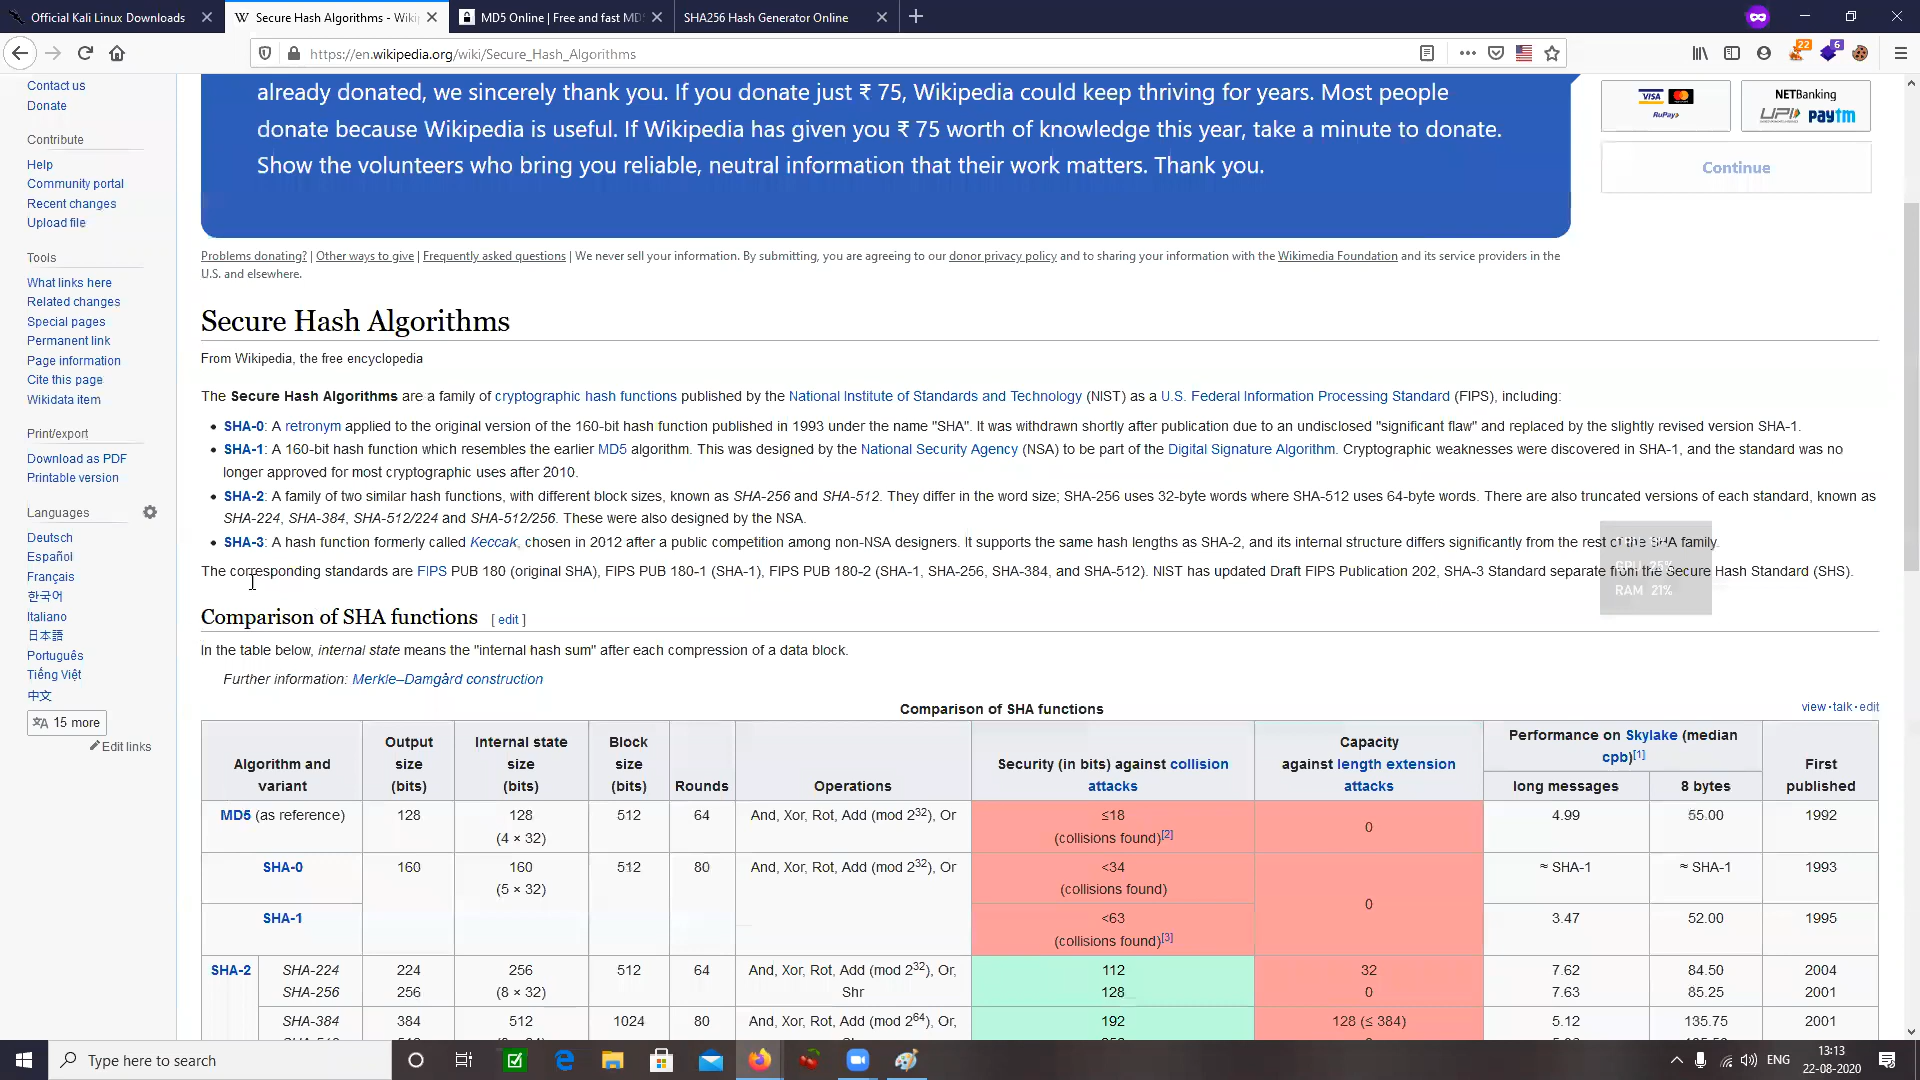 Official Kali Linux Downloads
Secure Hash Algorithms - Wiki
MD5 Online | Free and fast MD5
SHA256 Hash Generator Online
https://en.wikipedia.org/wiki/Secure_Hash_Algorithms
22
6
Contact us
Donate
Contribute
Help
Community portal
Recent changes
Upload file
Tools
What links here
Related changes
Special pages
Permanent link
Page information
Cite this page
Wikidata item
Print/export
Download as PDF
Printable version
Languages
Deutsch
Español
Français
한국어
Italiano
日本語
Português
Tiếng Việt
中文
15 more
Edit links
already donated, we sincerely thank you. If you donate just ₹ 75, Wikipedia could keep thriving for years. Most people
donate because Wikipedia is useful. If Wikipedia has given you ₹ 75 worth of knowledge this year, take a minute to donate.
Show the volunteers who bring you reliable, neutral information that their work matters. Thank you.
VISA
RuPay
NETBanking
UPI paytm
Continue
Problems donating? | Other ways to give | Frequently asked questions | We never sell your information. By submitting, you are agreeing to our donor privacy policy and to sharing your information with the Wikimedia Foundation and its service providers in the
U.S. and elsewhere.
Secure Hash Algorithms
From Wikipedia, the free encyclopedia
The Secure Hash Algorithms are a family of cryptographic hash functions published by the National Institute of Standards and Technology (NIST) as a U.S. Federal Information Processing Standard (FIPS), including:
• SHA-0: A retronym applied to the original version of the 160-bit hash function published in 1993 under the name "SHA". It was withdrawn shortly after publication due to an undisclosed "significant flaw" and replaced by the slightly revised version SHA-1.
• SHA-1: A 160-bit hash function which resembles the earlier MD5 algorithm. This was designed by the National Security Agency (NSA) to be part of the Digital Signature Algorithm. Cryptographic weaknesses were discovered in SHA-1, and the standard was no
longer approved for most cryptographic uses after 2010.
• SHA-2: A family of two similar hash functions, with different block sizes, known as SHA-256 and SHA-512. They differ in the word size; SHA-256 uses 32-byte words where SHA-512 uses 64-byte words. There are also truncated versions of each standard, known as
SHA-224, SHA-384, SHA-512/224 and SHA-512/256. These were also designed by the NSA.
• SHA-3: A hash function formerly called Keccak, chosen in 2012 after a public competition among non-NSA designers. It supports the same hash lengths as SHA-2, and its internal structure differs significantly from the rest of the SHA family.
The corresponding standards are FIPS PUB 180 (original SHA), FIPS PUB 180-1 (SHA-1), FIPS PUB 180-2 (SHA-1, SHA-256, SHA-384, and SHA-512). NIST has updated Draft FIPS Publication 202, SHA-3 Standard separate from the Secure Hash Standard (SHS).
GPU 25%
RAM 21%
Comparison of SHA functions [ edit ]
In the table below, internal state means the "internal hash sum" after each compression of a data block.
Further information: Merkle–Damgård construction
Comparison of SHA functions
view · talk · edit
Algorithm and variant | Output size (bits) | Internal state size (bits) | Block size (bits) | Rounds | Operations | Security (in bits) against collision attacks | Capacity against length extension attacks | Performance on Skylake (median cpb)[1] | First published
long messages | 8 bytes
MD5 (as reference) 128 128 (4 × 32) 512 64 And, Xor, Rot, Add (mod 2^32), Or ≤18 (collisions found)[2] 0 4.99 55.00 1992
SHA-0 160 160 (5 × 32) 512 80 And, Xor, Rot, Add (mod 2^32), Or <34 (collisions found) 0 ≈ SHA-1 ≈ SHA-1 1993
SHA-1 <63 (collisions found)[3] 3.47 52.00 1995
SHA-2 SHA-224 224 256 512 64 And, Xor, Rot, Add (mod 2^32), Or, 112 32 7.62 84.50 2004
SHA-256 256 (8 × 32) Shr 128 0 7.63 85.25 2001
SHA-384 384 512 1024 80 And, Xor, Rot, Add (mod 2^64), Or, 192 128 (≤ 384) 5.12 135.75 2001
Type here to search
ENG
13:13
22-08-2020